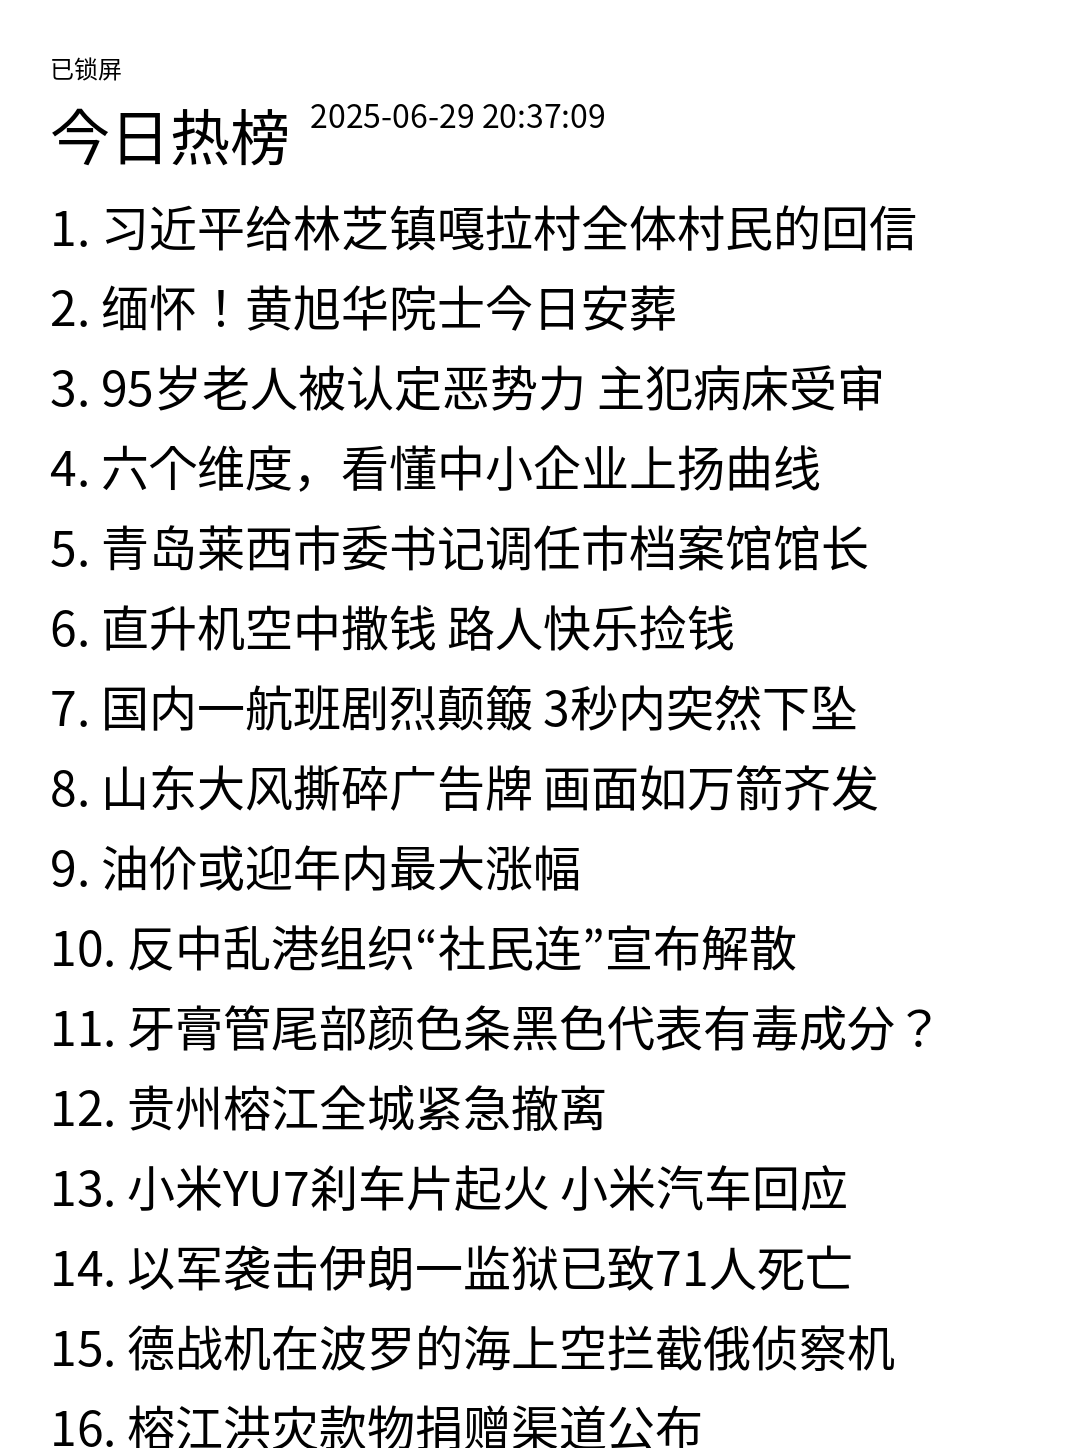 已锁屏
今日热榜 2025-06-29 20:37:09
1. 习近平给林芝镇嘎拉村全体村民的回信
2. 缅怀！黄旭华院士今日安葬
3. 95岁老人被认定恶势力 主犯病床受审
4. 六个维度，看懂中小企业上扬曲线
5. 青岛莱西市委书记调任市档案馆馆长
6. 直升机空中撒钱 路人快乐捡钱
7. 国内一航班剧烈颠簸 3秒内突然下坠
8. 山东大风撕碎广告牌 画面如万箭齐发
9. 油价或迎年内最大涨幅
10. 反中乱港组织“社民连”宣布解散
11. 牙膏管尾部颜色条黑色代表有毒成分？
12. 贵州榕江全城紧急撤离
13. 小米YU7刹车片起火 小米汽车回应
14. 以军袭击伊朗一监狱已致71人死亡
15. 德战机在波罗的海上空拦截俄侦察机
16. 榕江洪灾款物捐赠渠道公布